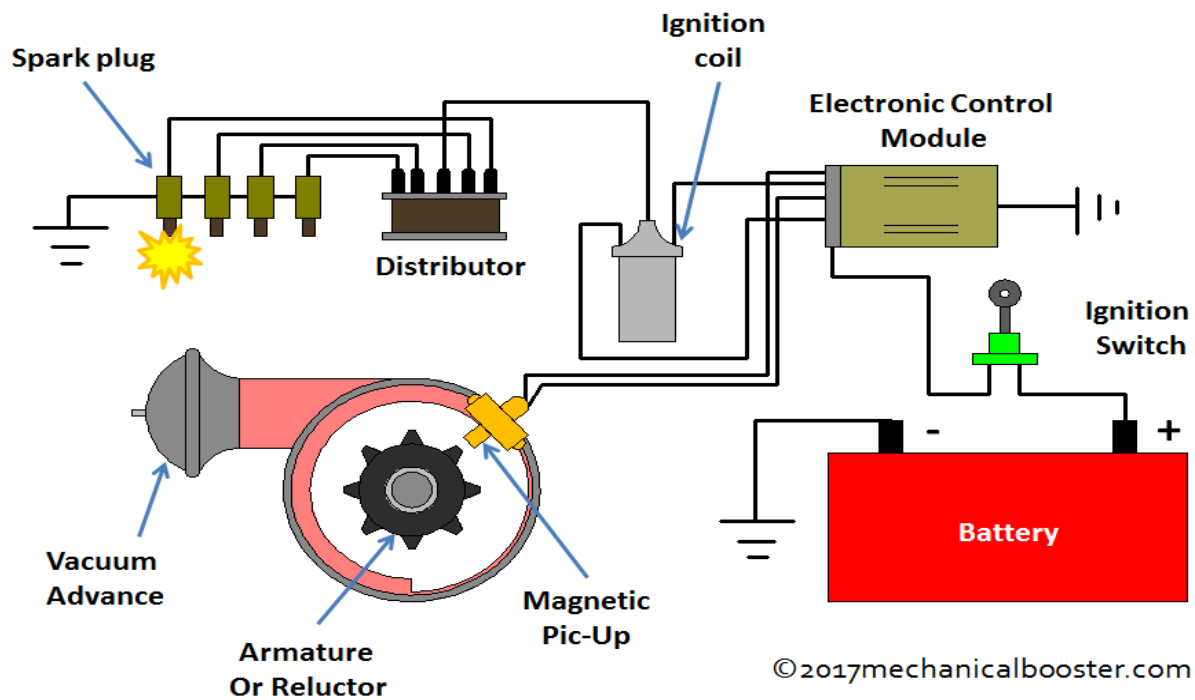 Spark plug
Ignition
coil
Electronic Control
Module
Distributor
Ignition
Switch
-
+
Battery
Vacuum
Advance
Magnetic
Pic-Up
Armature
Or Reluctor
©2017mechanicalbooster.com